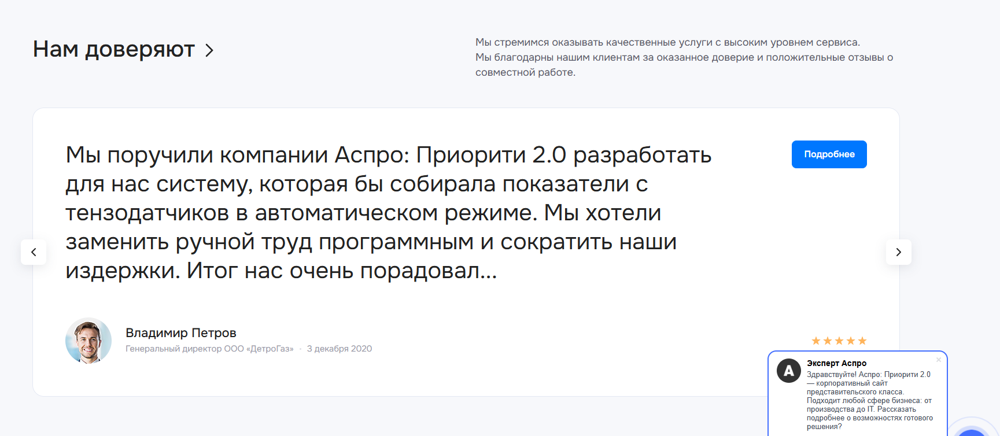 Нам доверяют
Мы стремимся оказывать качественные услуги с высоким уровнем сервиса.
Мы благодарны нашим клиентам за оказанное доверие и положительные отзывы о
совместной работе.
Мы поручили компании Аспро: Приорити 2.0 разработать
для нас систему, которая бы собирала показатели с
тензодатчиков в автоматическом режиме. Мы хотели
заменить ручной труд программным и сократить наши
издержки. Итог нас очень порадовал...
Подробнее
Владимир Петров
Генеральный директор ООО «ДетроГаз» • 3 декабря 2020
A
Эксперт Аспро
Здравствуйте! Аспро: Приорити 2.0
— корпоративный сайт
представительского класса.
Подходит любой сфере бизнеса: от
производства до IT. Рассказать
подробнее о возможностях готового
решения?